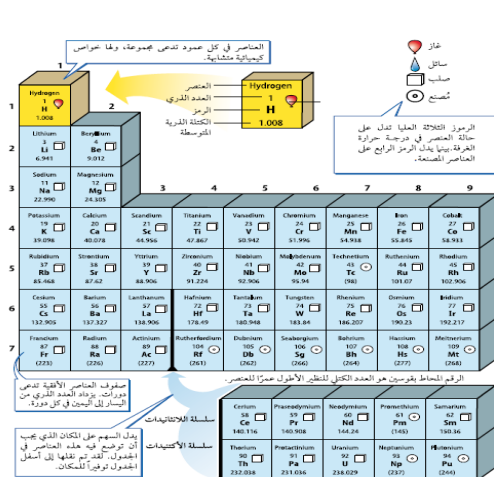 العناصر في كل عمود تدعى مجموعة، ولها خواص
كيميائية متشابهة.
غاز
سائل
صلب
مُصنع
العنصر
العدد الذري
الرمز
الكتلة الذرية
المتوسطة
Hydrogen
1
H
1.008
الرموز الثلاثة العليا تدل على
حالة العنصر في درجة حرارة
الغرفة. بينما يدل الرمز الرابع على
العناصر المصنعة.
1
2
3 4 5 6 7 8 9
1
Hydrogen
1
H
1.008
2
Lithium Beryllium
3 4
Li Be
6.941 9.012
3
Sodium Magnesium
11 12
Na Mg
22.990 24.305
4
Potassium Calcium Scandium Titanium Vanadium Chromium Manganese Iron Cobalt
19 20 21 22 23 24 25 26 27
K Ca Sc Ti V Cr Mn Fe Co
39.098 40.078 44.956 47.867 50.942 51.996 54.938 55.845 58.933
5
Rubidium Strontium Yttrium Zirconium Niobium Molybdenum Technetium Ruthenium Rhodium
37 38 39 40 41 42 43 44 45
Rb Sr Y Zr Nb Mo Tc Ru Rh
85.468 87.62 88.906 91.224 92.906 95.94 (98) 101.07 102.906
6
Cesium Barium Lanthanum Hafnium Tantalum Tungsten Rhenium Osmium Iridium
55 56 57 72 73 74 75 76 77
Cs Ba La Hf Ta W Re Os Ir
132.905 137.327 138.906 178.49 180.948 183.84 186.207 190.23 192.217
7
Francium Radium Actinium Rutherfordium Dubnium Seaborgium Bohrium Hassium Meitnerium
87 88 89 104 105 106 107 108 109
Fr Ra Ac Rf Db Sg Bh Hs Mt
(223) (226) (227) (261) (262) (266) (264) (277) (268)
الرقم المحاط بقوسين هو العدد الكتلي للنظير الأطول عمرًا للعنصر.
صفوف العناصر الأفقية تدعى
دورات. يزداد العدد الذري من
اليسار إلى اليمين في كل دورة.
يدل السهم على المكان الذي يجب
أن توضع فيه هذه العناصر في
الجدول. لقد تم نقلها إلى أسفل
الجدول توفيراً للمكان.
سلسلة اللانثانيدات
Cerium Praseodymium Neodymium Promethium Samarium
58 59 60 61 62
Ce Pr Nd Pm Sm
140.116 140.908 144.24 (145) 150.36
سلسلة الأكتنيدات
Thorium Protactinium Uranium Neptunium Plutonium
90 91 92 93 94
Th Pa U Np Pu
232.038 231.036 238.029 (237) (244)